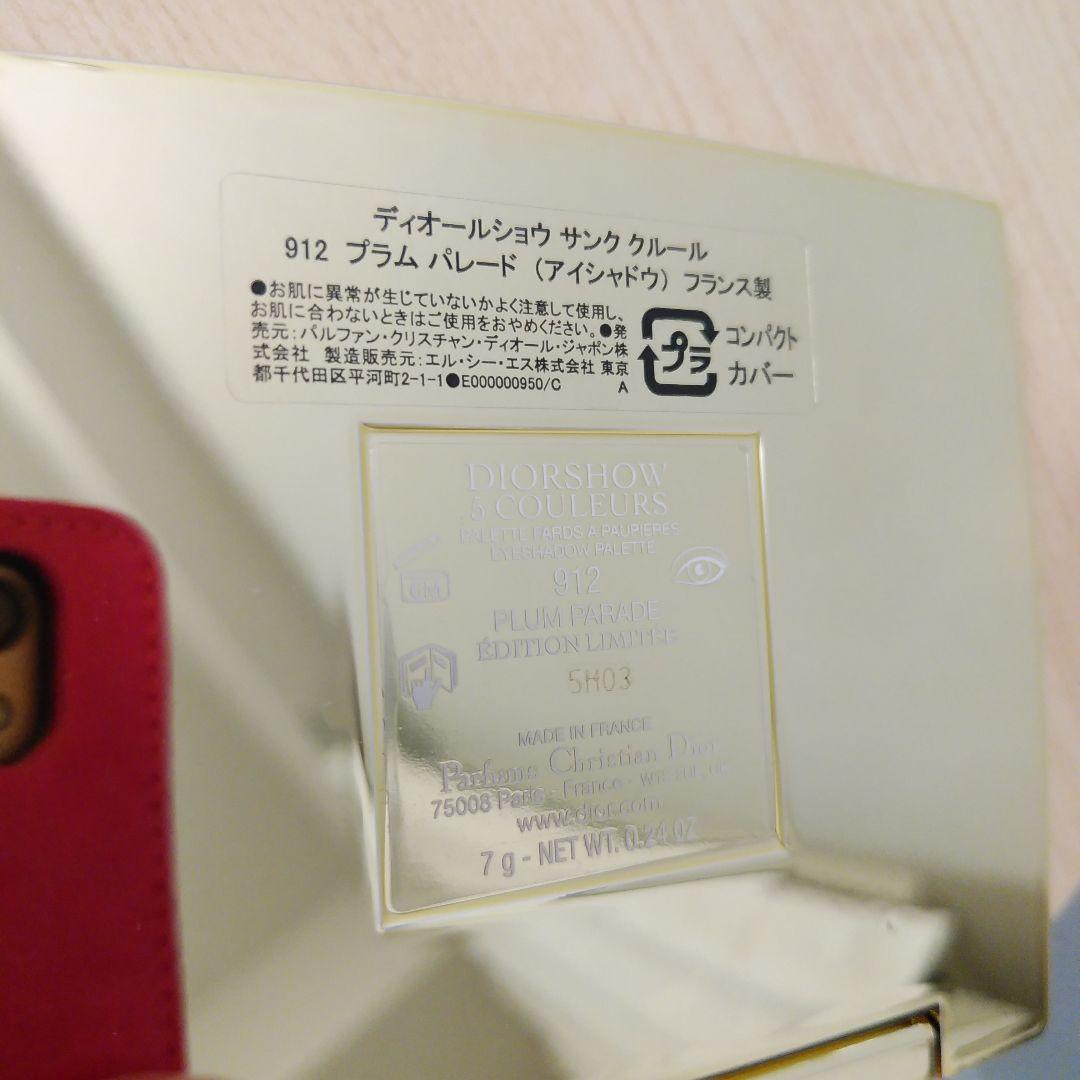 ディオールショウ サンク クルール
912 プラム パレード (アイシャドウ) フランス製
●お肌に異常が生じていないかよく注意して使用し、
お肌に合わないときはご使用をおやめください。●発
売元:パルファン・クリスチャン・ディオール・ジャポン株
式会社 製造販売元:エル・シー・エス株式会社 東京
都千代田区平河町2-1-1●E000000950/C A
プラ
コンパクト
カバー
DIORSHOW
5 COULEURS
PALETTE FARDS A PAUPIÈRES
EYESHADOW PALETTE
912
PLUM PARADE
ÉDITION LIMITÉE
5H03
MADE IN FRANCE
Parfums Christian Dior
75008 Paris - France -
www.dior.com
7 g - NET WT. 0.24 OZ